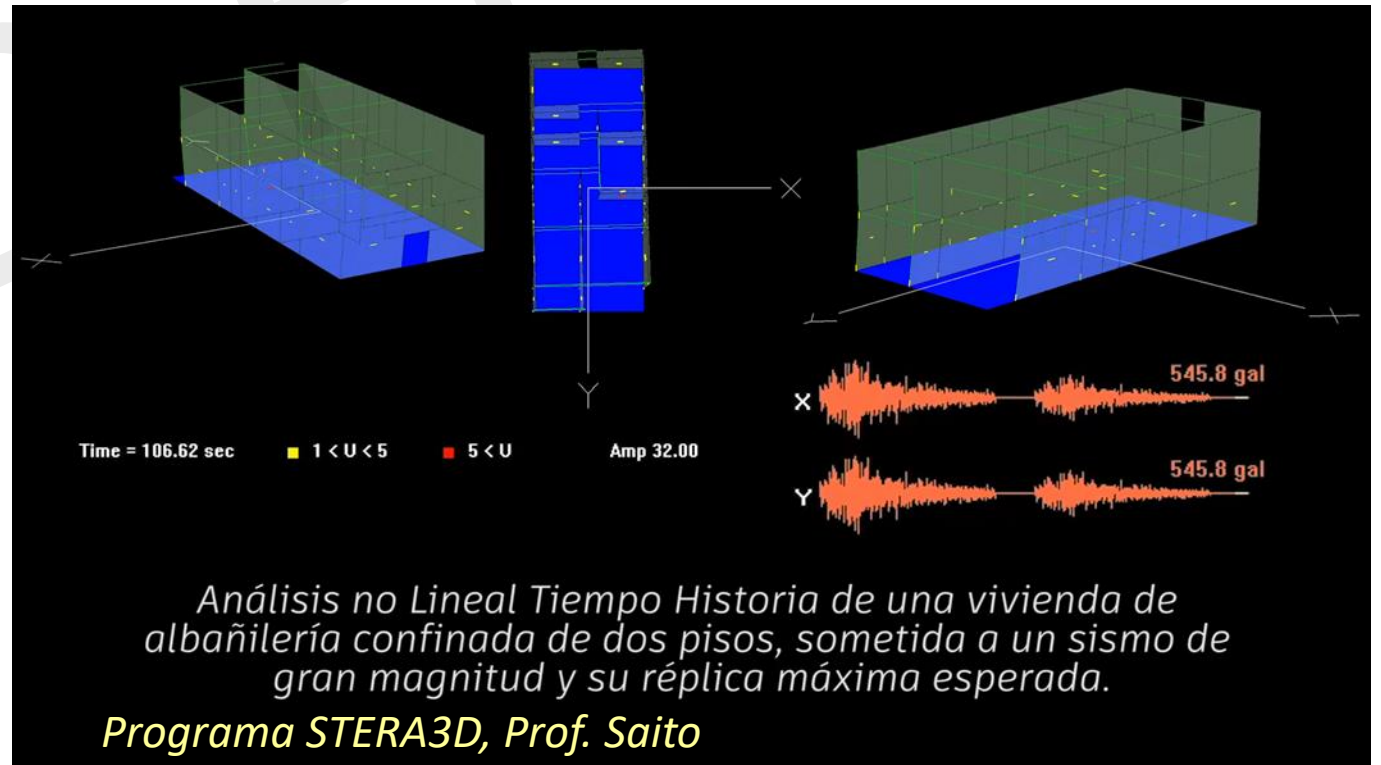 X
Y
X
Y
Y
X
X 545.8 gal
Y 545.8 gal
Time = 106.62 sec 1 < U < 5 5 < U Amp 32.00
Análisis no Lineal Tiempo Historia de una vivienda de
albañilería confinada de dos pisos, sometida a un sismo de
gran magnitud y su réplica máxima esperada.
Programa STERA3D, Prof. Saito